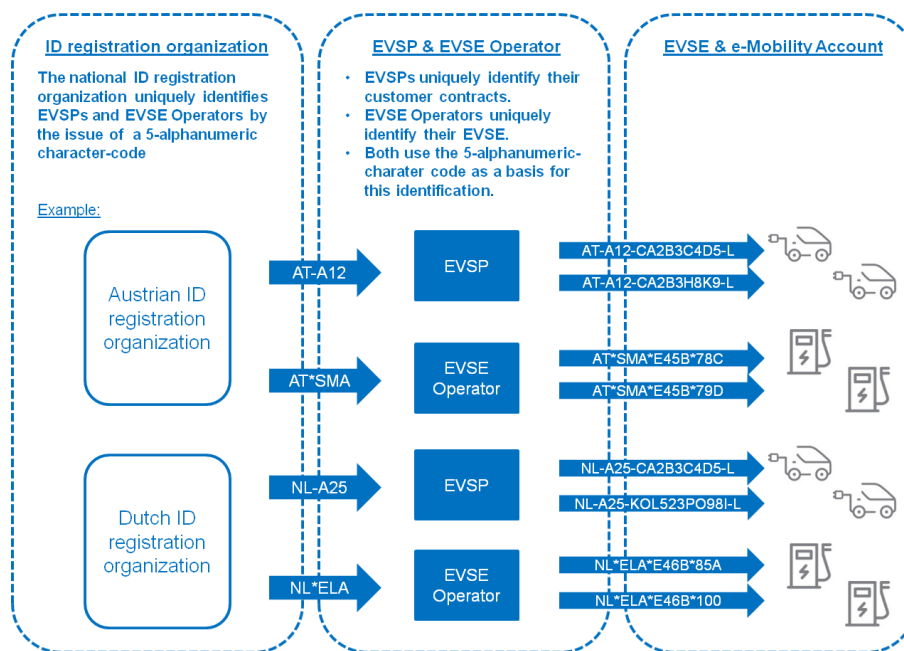 ID registration organization
The national ID registration
organization uniquely identifies
EVSPs and EVSE Operators by
the issue of a 5-alphanumeric
character-code
EVSP & EVSE Operator
• EVSPs uniquely identify their
customer contracts.
• EVSE Operators uniquely
identify their EVSE.
• Both use the 5-alphanumeric-
charater code as a basis for
this identification.
EVSE & e-Mobility Account
Example:
Austrian ID
registration
organization
AT-A12
EVSP
AT-A12-CA2B3C4D5-L
AT-A12-CA2B3H8K9-L
AT*SMA
EVSE
Operator
AT*SMA*E45B*78C
AT*SMA*E45B*79D
Dutch ID
registration
organization
NL-A25
EVSP
NL-A25-CA2B3C4D5-L
NL-A25-KOL523PO98I-L
NL*ELA
EVSE
Operator
NL*ELA*E46B*85A
NL*ELA*E46B*100